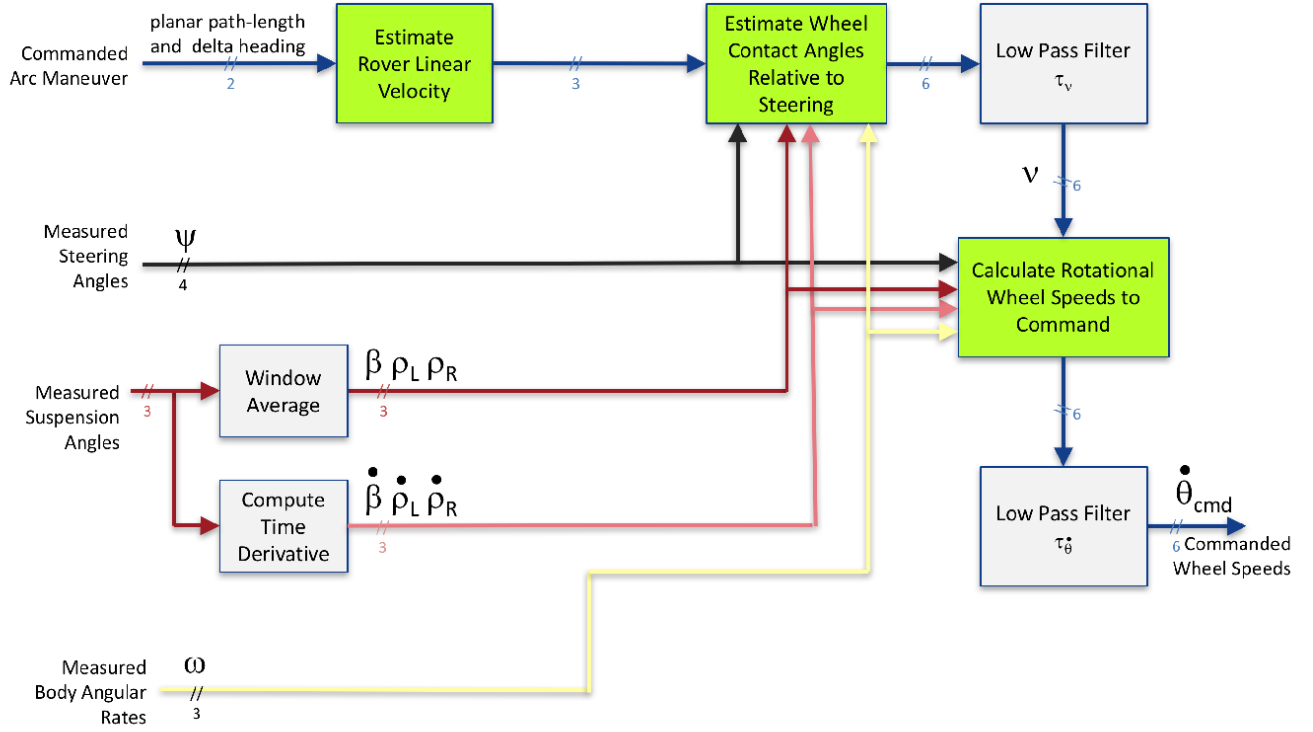 planar path-length
and delta heading
Commanded
Arc Maneuver
2
Estimate
Rover Linear
Velocity
3
Estimate Wheel
Contact Angles
Relative to
Steering
6
Low Pass Filter
τν
ν
6
Measured
Steering
Angles
ψ
4
Calculate Rotational
Wheel Speeds to
Command
Measured
Suspension
Angles
3
Window
Average
β ρL ρR
3
6
Compute
Time
Derivative
β̇ ρ̇L ρ̇R
3
Low Pass Filter
τθ̇
θ̇cmd
6 Commanded
Wheel Speeds
Measured
Body Angular
Rates
ω
3